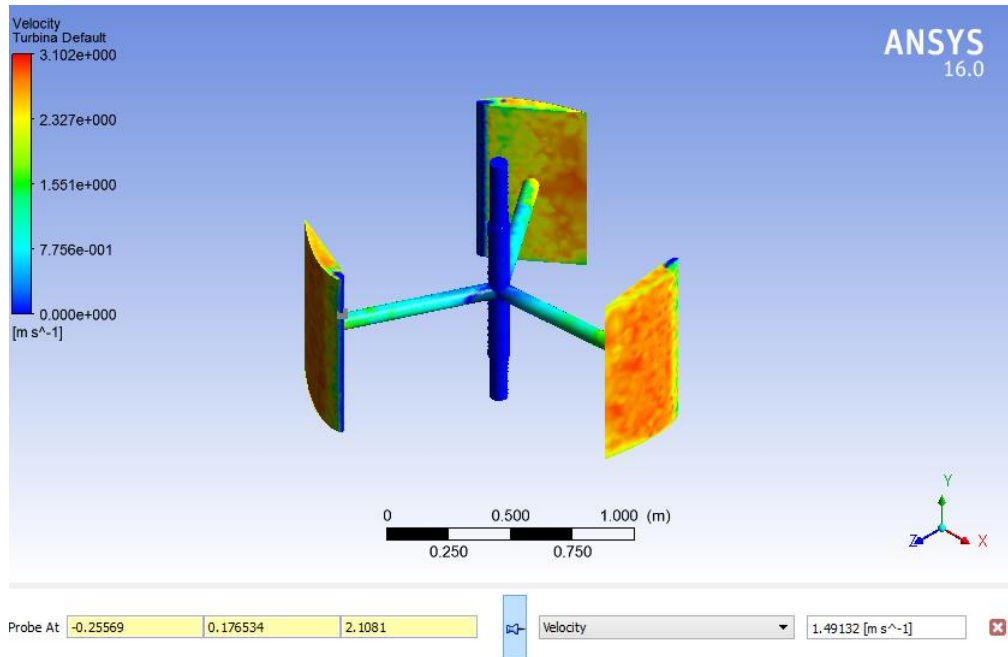 Velocity
Turbina Default
3.102e+000
2.327e+000
1.551e+000
7.756e-001
0.000e+000
[m s^-1]
ANSYS
16.0
0 0.500 1.000 (m)
0.250 0.750
Y
Z X
Probe At -0.25569 0.176534 2.1081 Velocity 1.49132 [m s^-1]